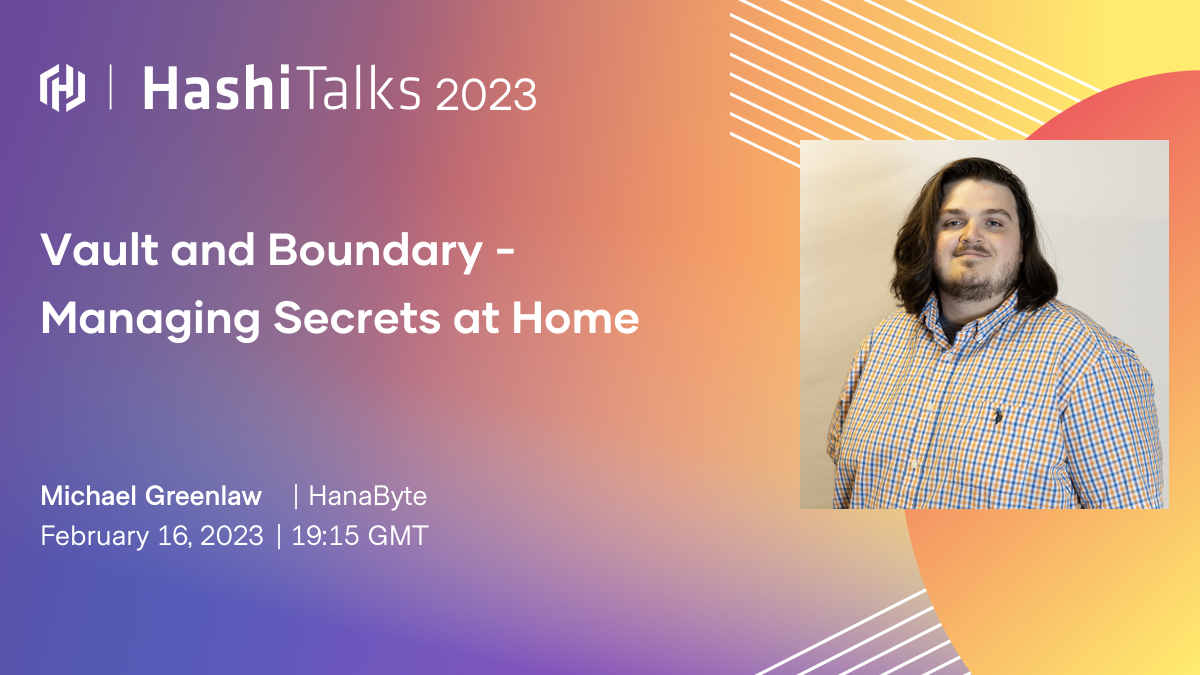 HashiTalks 2023
Vault and Boundary -
Managing Secrets at Home
Michael Greenlaw | HanaByte
February 16, 2023 | 19:15 GMT